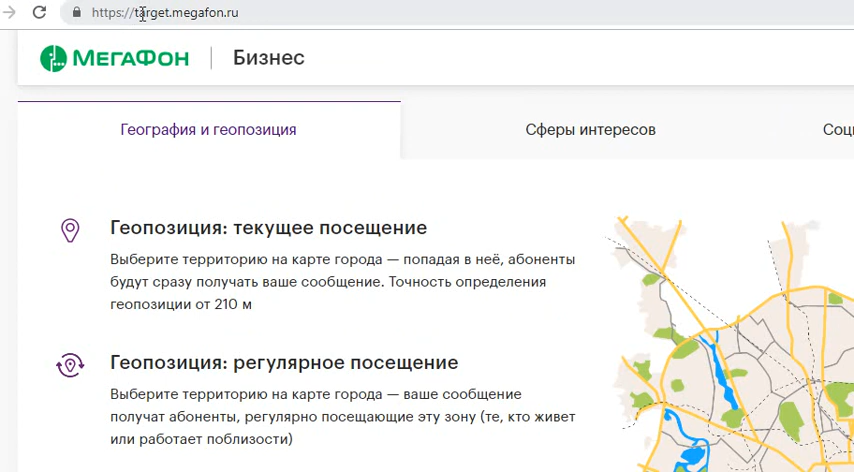 https://target.megafon.ru
МЕГАФОН | Бизнес
География и геопозиция
Сферы интересов
Соці
Геопозиция: текущее посещение
Выберите территорию на карте города — попадая в неё, абоненты
будут сразу получать ваше сообщение. Точность определения
геопозиции от 210 м
Геопозиция: регулярное посещение
Выберите территорию на карте города — ваше сообщение
получат абоненты, регулярно посещающие эту зону (те, кто живет
или работает поблизости)